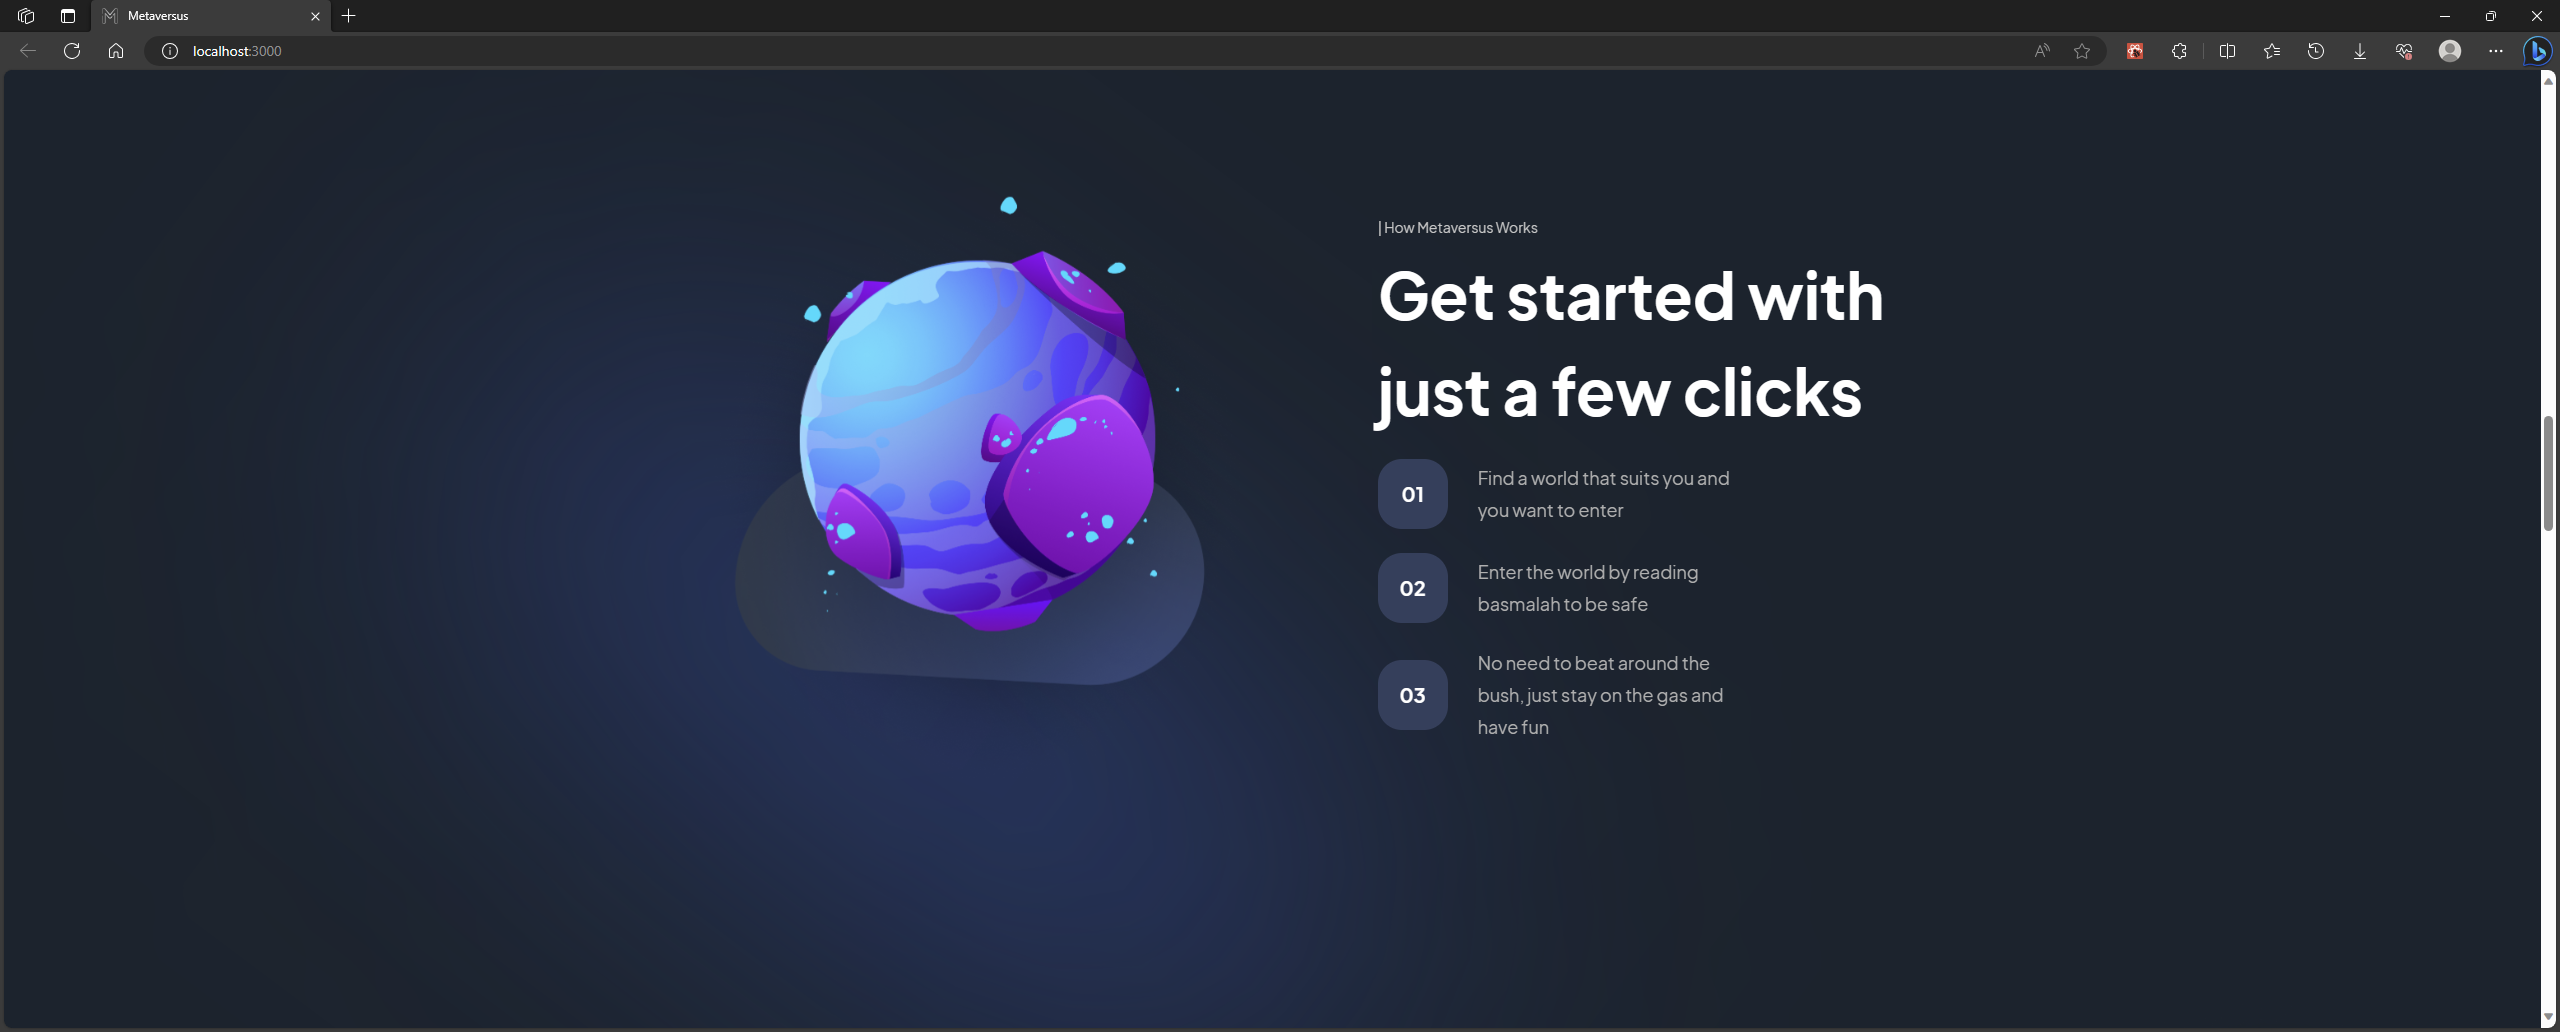 Metaversus
localhost:3000
| How Metaversus Works
Get started with
just a few clicks
01
Find a world that suits you and
you want to enter
02
Enter the world by reading
basmalah to be safe
03
No need to beat around the
bush, just stay on the gas and
have fun